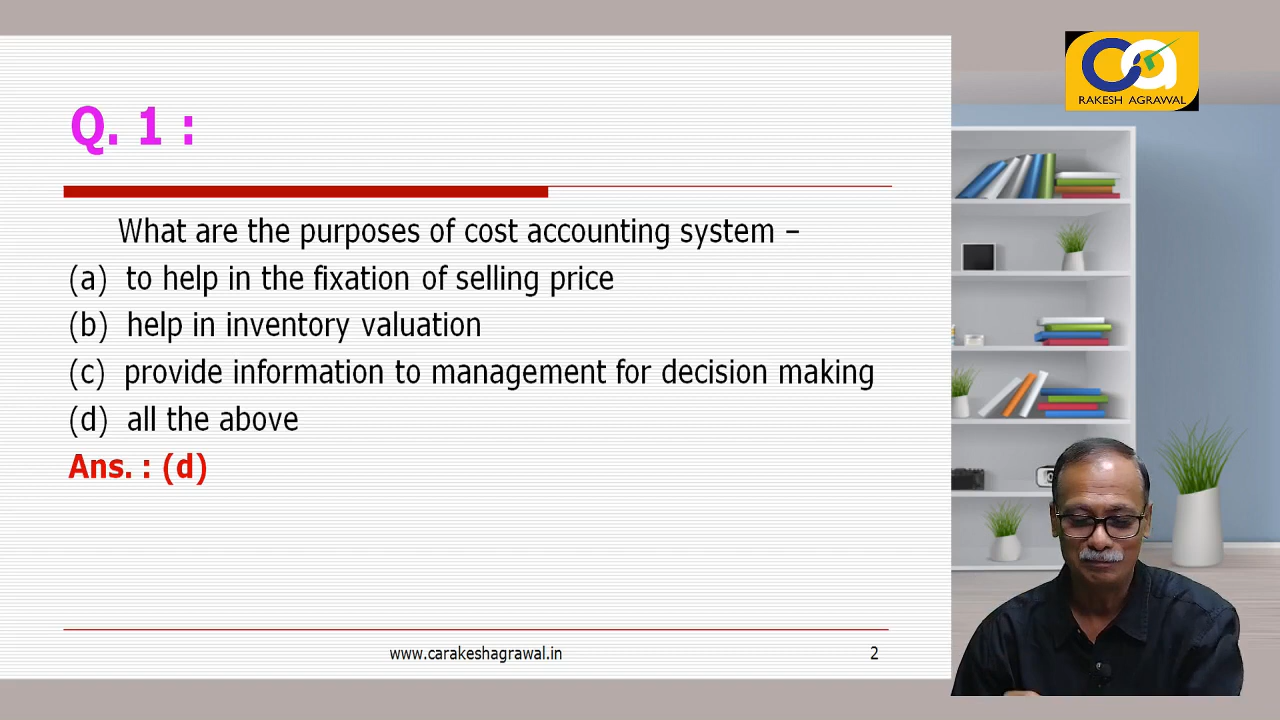 Q. 1 :
What are the purposes of cost accounting system –
(a) to help in the fixation of selling price
(b) help in inventory valuation
(c) provide information to management for decision making
(d) all the above
Ans. : (d)
www.carakeshagrawal.in
2
ca
RAKESH AGRAWAL